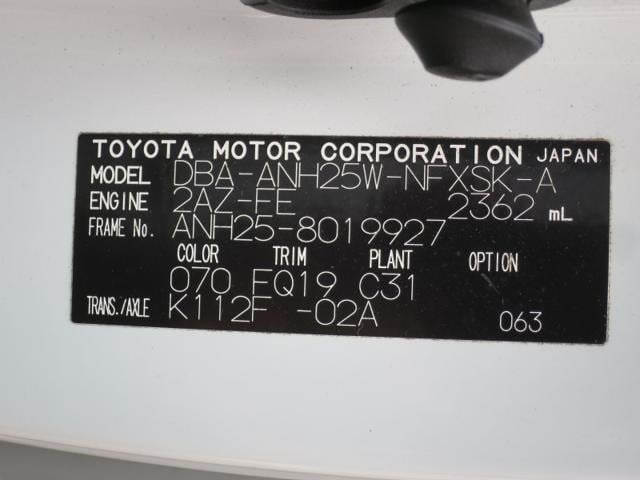 TOYOTA MOTOR CORPORATION JAPAN
MODEL DBA-ANH25W-NFXSK-A
ENGINE 2AZ-FE 2362 mL
FRAME No. ANH25-8019927
COLOR TRIM PLANT OPTION
070 FQ19 C31
TRANS./AXLE K112F -02A 063